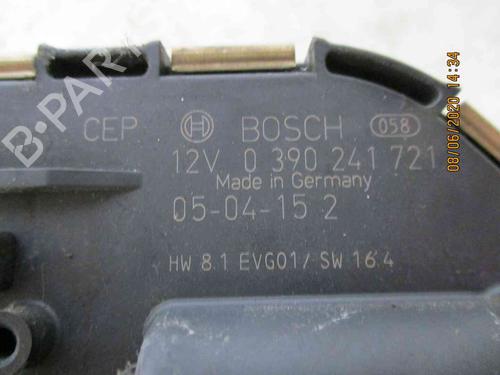 CEP BOSCH 058
12V 0 390 241 721
Made in Germany
05-04-15 2
HW 8.1 EVG01/ SW 16.4
08/06/2020 14:34